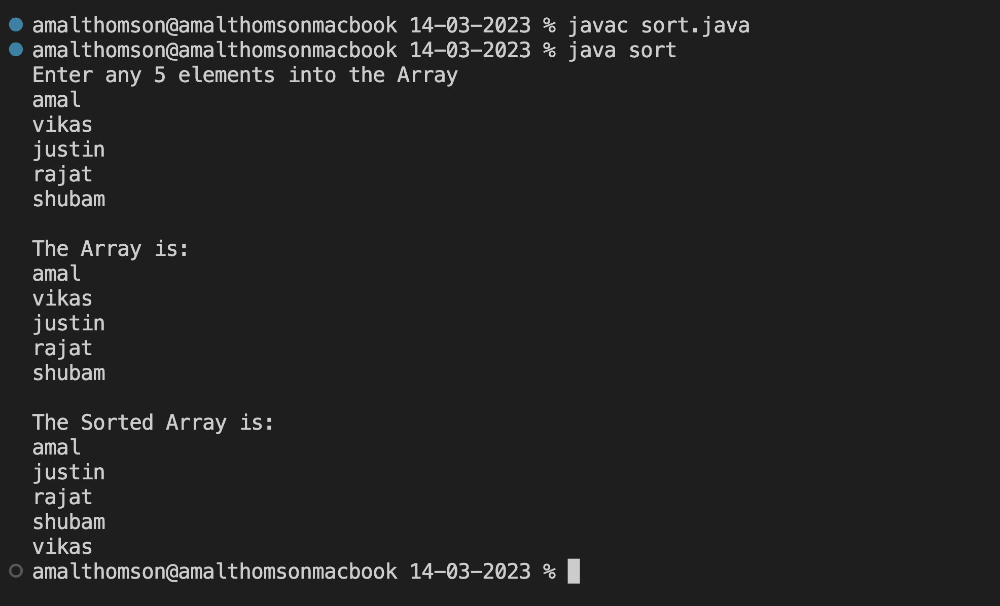 amalthomson@amalthomsonmacbook 14-03-2023 % javac sort.java
amalthomson@amalthomsonmacbook 14-03-2023 % java sort
Enter any 5 elements into the Array
amal
vikas
justin
rajat
shubam
The Array is:
amal
vikas
justin
rajat
shubam
The Sorted Array is:
amal
justin
rajat
shubam
vikas
amalthomson@amalthomsonmacbook 14-03-2023 %